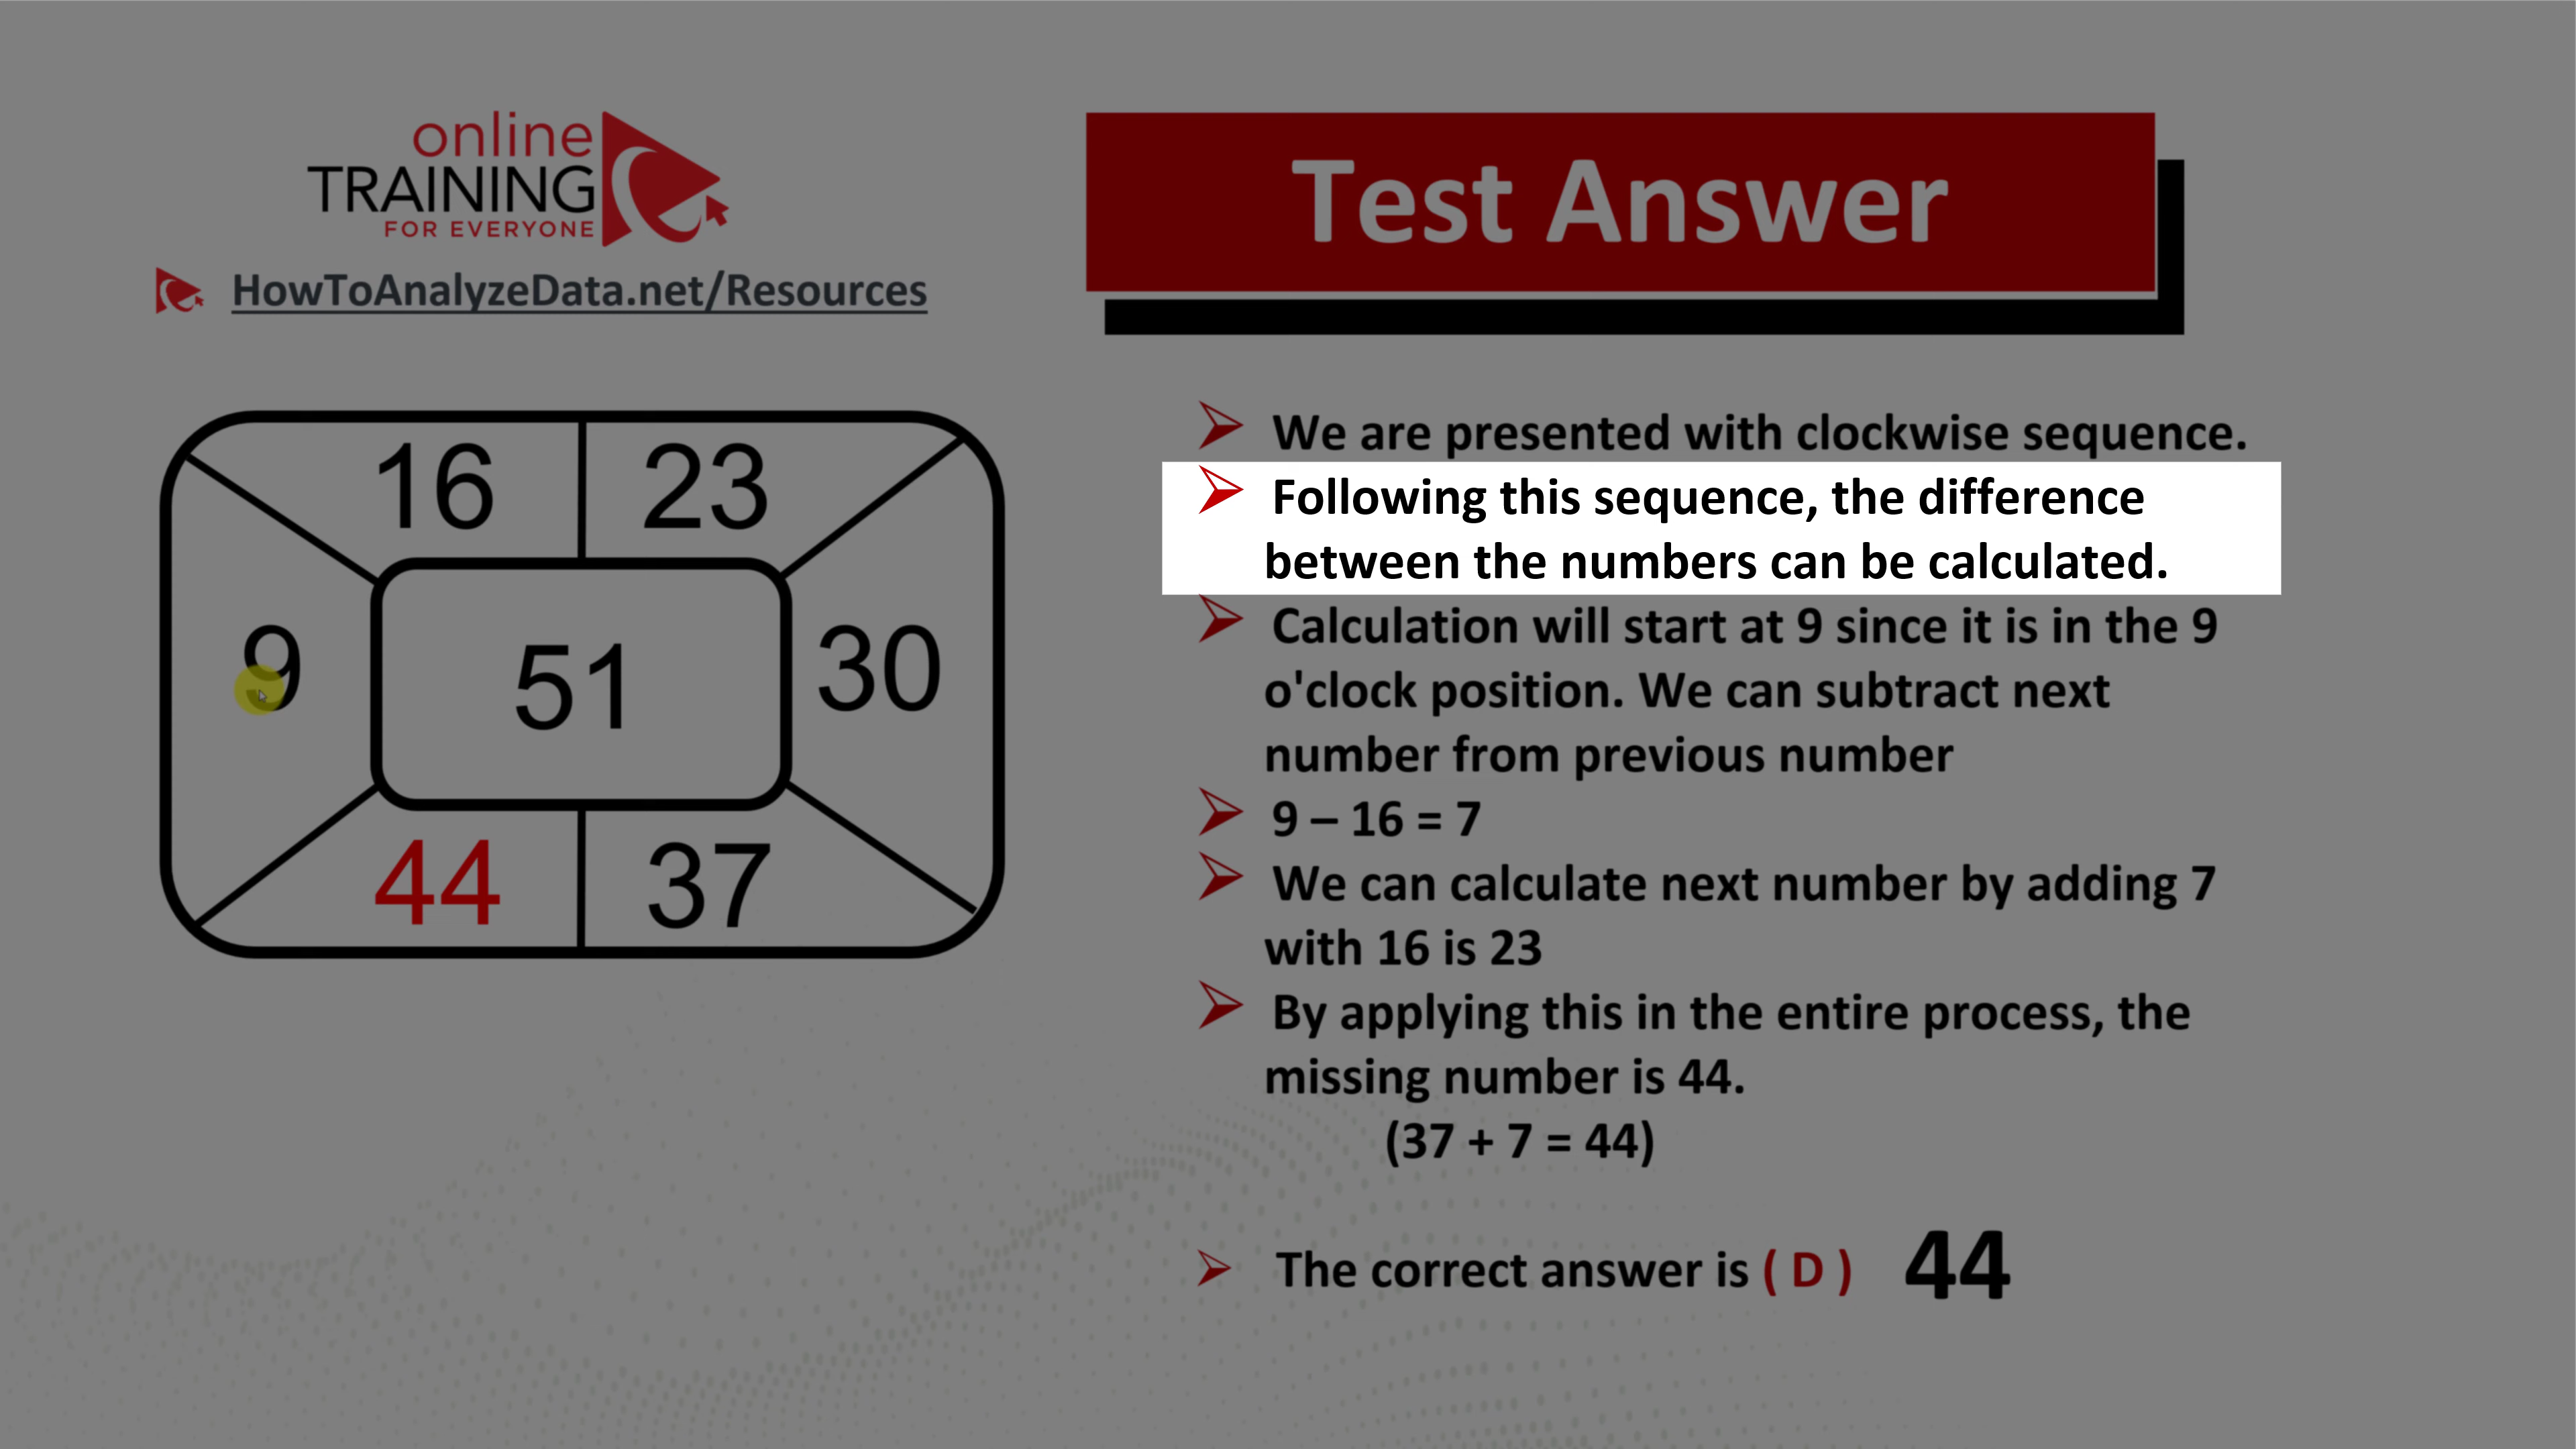 online
TRAINING
FOR EVERYONE
HowToAnalyzeData.net/Resources
Test Answer
16 23
9 51 30
44 37
We are presented with clockwise sequence.
Following this sequence, the difference
between the numbers can be calculated.
Calculation will start at 9 since it is in the 9
o'clock position. We can subtract next
number from previous number
9 – 16 = 7
We can calculate next number by adding 7
with 16 is 23
By applying this in the entire process, the
missing number is 44.
(37 + 7 = 44)
The correct answer is ( D ) 44